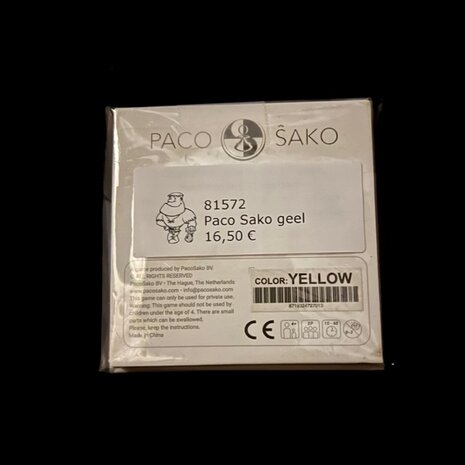 PACO ŜAKO
81572
Paco Sako geel
16,50 €
A game produced by PacoSako BV.
ALL RIGHTS RESERVED
PacoSako BV - The Hague, The Netherlands
www.pacosako.com • info@pacosako.com
This game can only be used for private use,
Warning. This game should not be used by
children under the age of 4. There are small
parts which can be swallowed.
Please, keep the instructions.
Made in China
COLOR: YELLOW
CE
4+
2P